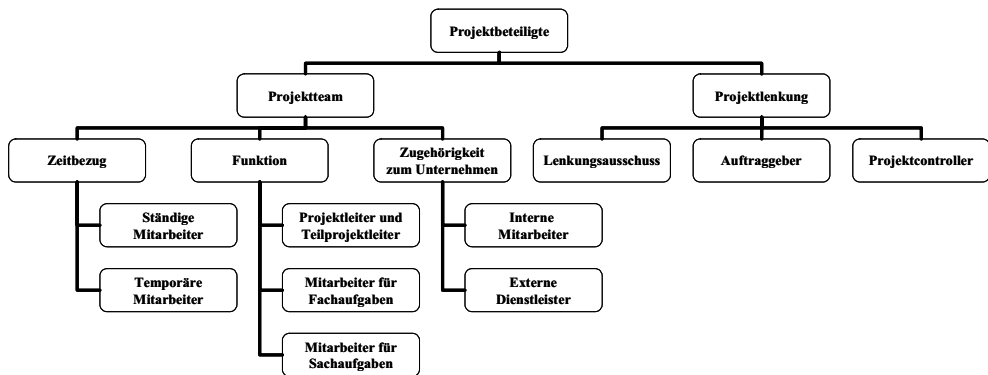 Projektbeteiligte
Projektteam
Projektlenkung
Zeitbezug
Funktion
Zugehörigkeit
zum Unternehmen
Lenkungsausschuss
Auftraggeber
Projektcontroller
Ständige
Mitarbeiter
Projektleiter und
Teilprojektleiter
Interne
Mitarbeiter
Temporäre
Mitarbeiter
Mitarbeiter für
Fachaufgaben
Externe
Dienstleister
Mitarbeiter für
Sachaufgaben